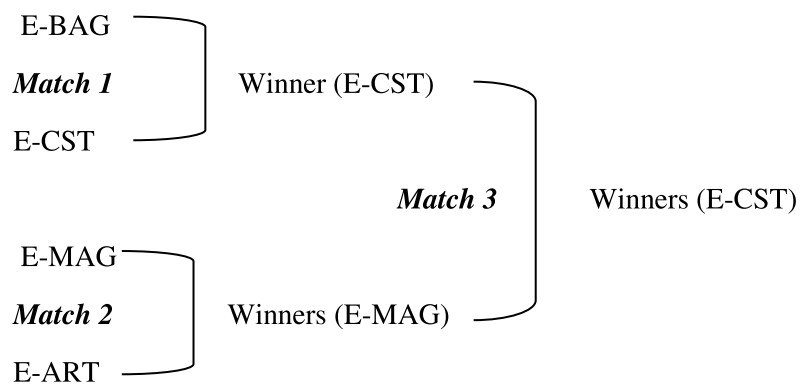 E-BAG
Match 1 Winner (E-CST)
E-CST
Match 3 Winners (E-CST)
E-MAG
Match 2 Winners (E-MAG)
E-ART